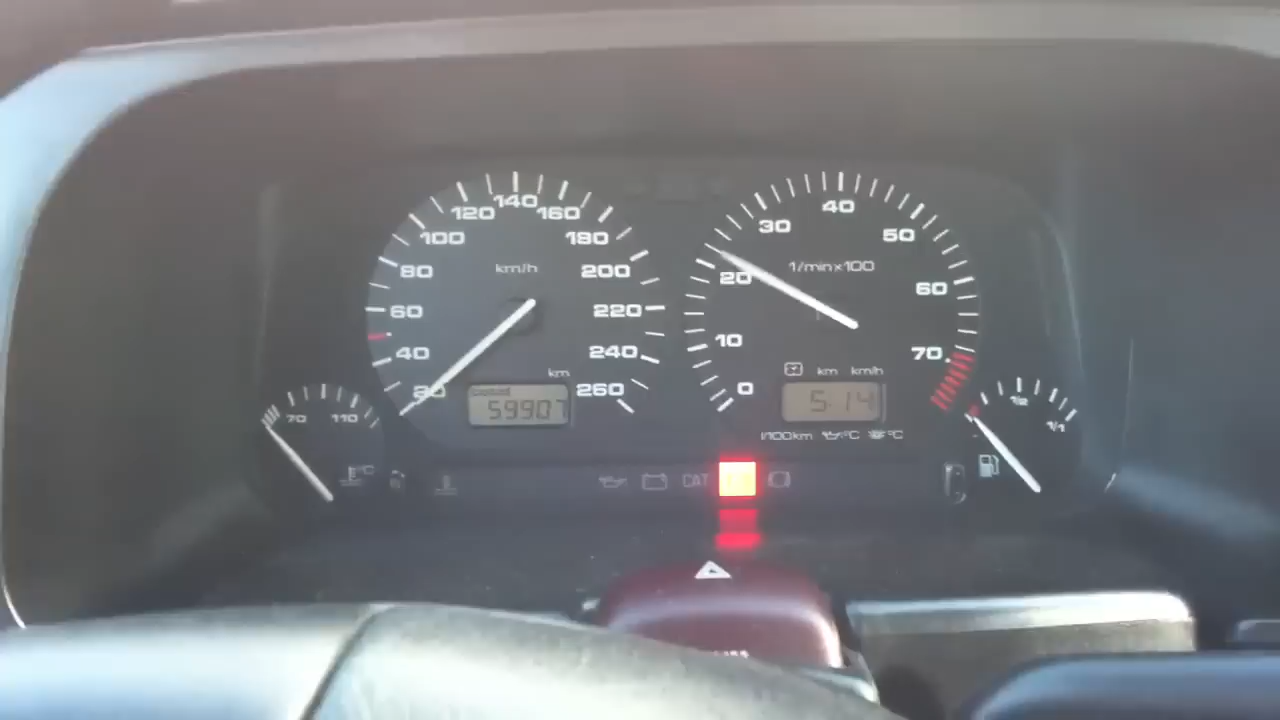 140
120 160
100 180
80 km/h 200
60 220
40 240
20 260
km
59907
40
30 50
1/min×100
20 60
10 70
0
km km/h
5:14
l/100km °C °C
70 110
°C
1/2
1/1
CAT